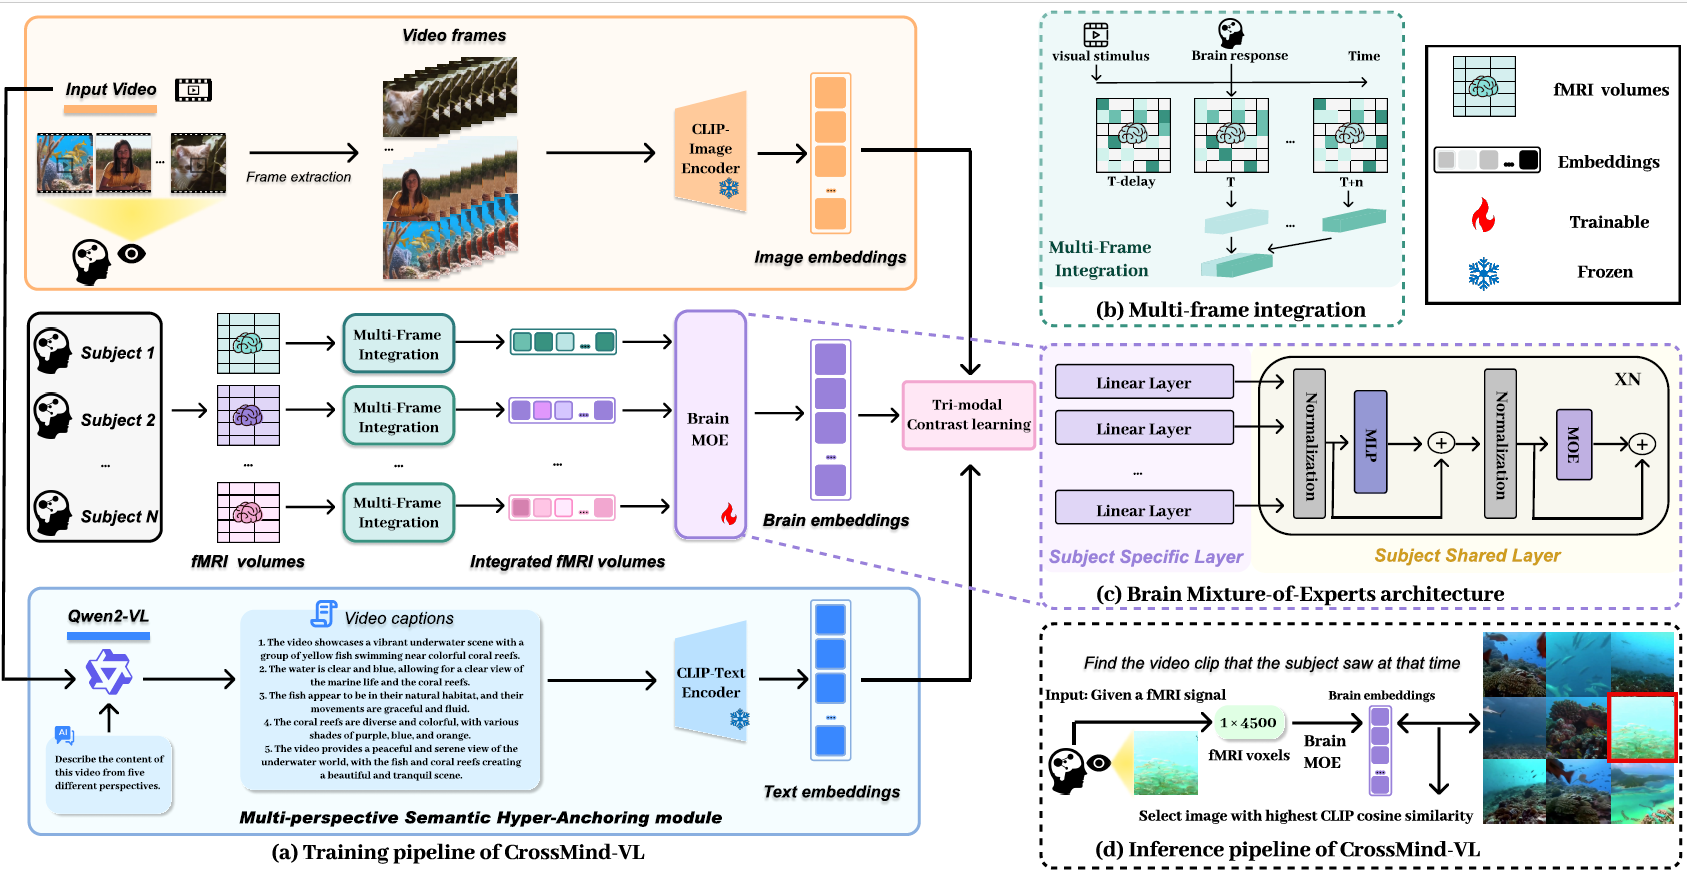 Video frames
Input Video
Frame extraction
CLIP-
Image
Encoder
...
...
...
Image embeddings
Subject 1
Subject 2
...
Subject N
fMRI volumes
...
Multi-Frame
Integration
Multi-Frame
Integration
...
Multi-Frame
Integration
...
...
...
...
Integrated fMRI volumes
Brain
MOE
...
Brain embeddings
Tri-modal
Contrast learning
Qwen2-VL
Describe the content of
this video from five
different perspectives.
AI
Video captions
1. The video showcases a vibrant underwater scene with a
group of yellow fish swimming near colorful coral reefs.
2. The water is clear and blue, allowing for a clear view of
the marine life and the coral reefs.
3. The fish appear to be in their natural habitat, and their
movements are graceful and fluid.
4. The coral reefs are diverse and colorful, with various
shades of purple, blue, and orange.
5. The video provides a peaceful and serene view of the
underwater world, with the fish and coral reefs creating
a beautiful and tranquil scene.
CLIP-Text
Encoder
...
Text embeddings
Multi-perspective Semantic Hyper-Anchoring module
(a) Training pipeline of CrossMind-VL
visual stimulus
Brain response
Time
...
T-delay
T
T+n
...
Multi-Frame
Integration
(b) Multi-frame integration
fMRI volumes
Embeddings
Trainable
Frozen
Linear Layer
Linear Layer
...
Linear Layer
Subject Specific Layer
Normalization
MLP
+
Normalization
MOE
+
XN
Subject Shared Layer
(c) Brain Mixture-of-Experts architecture
Find the video clip that the subject saw at that time
Input: Given a fMRI signal
1 × 4500
fMRI voxels
Brain
MOE
Brain embeddings
...
Select image with highest CLIP cosine similarity
(d) Inference pipeline of CrossMind-VL